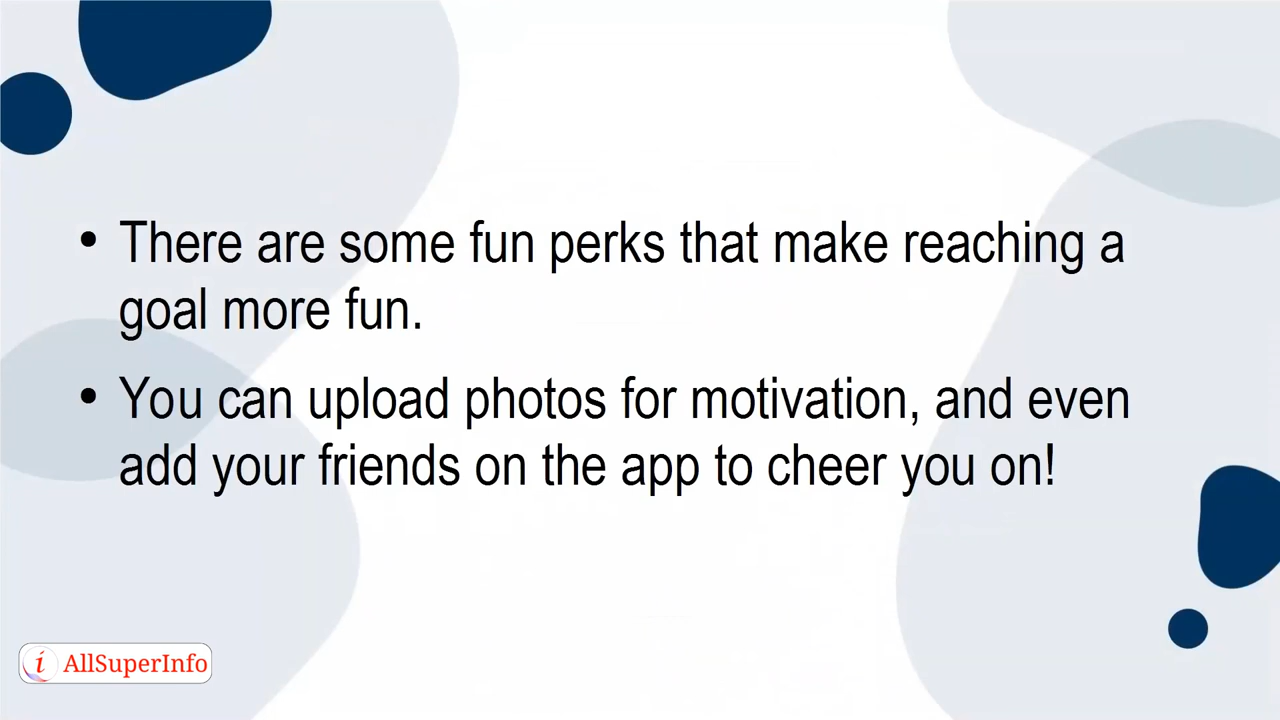 • There are some fun perks that make reaching a
goal more fun.
• You can upload photos for motivation, and even
add your friends on the app to cheer you on!
i AllSuperInfo